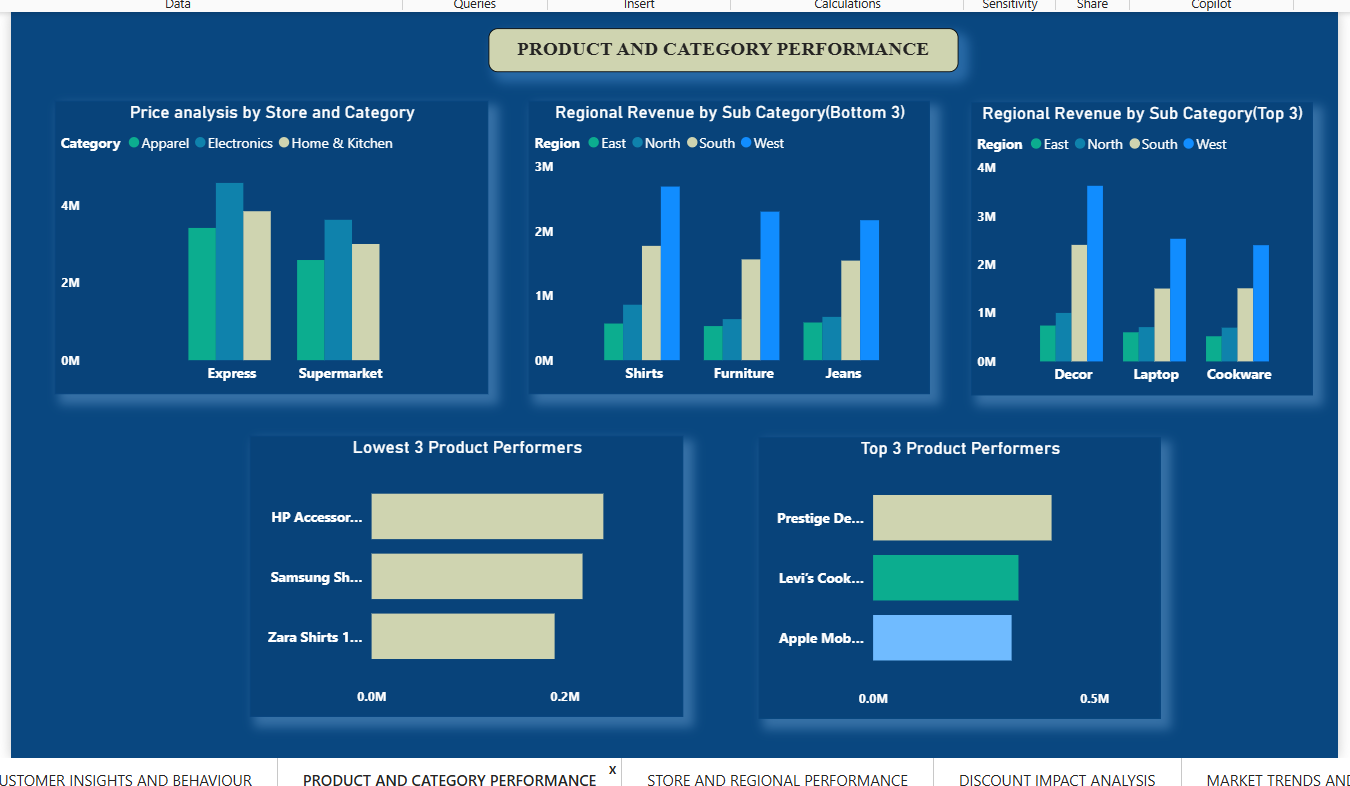 Data Queries Insert Calculations Sensitivity Share Copilot
PRODUCT AND CATEGORY PERFORMANCE
Price analysis by Store and Category
Category Apparel Electronics Home & Kitchen
4M
2M
0M
Express Supermarket
Regional Revenue by Sub Category(Bottom 3)
Region East North South West
3M
2M
1M
0M
Shirts Furniture Jeans
Regional Revenue by Sub Category(Top 3)
Region East North South West
4M
3M
2M
1M
0M
Decor Laptop Cookware
Lowest 3 Product Performers
HP Accessor...
Samsung Sh...
Zara Shirts 1...
0.0M 0.2M
Top 3 Product Performers
Prestige De...
Levi’s Cook...
Apple Mob...
0.0M 0.5M
USTOMER INSIGHTS AND BEHAVIOUR PRODUCT AND CATEGORY PERFORMANCE x STORE AND REGIONAL PERFORMANCE DISCOUNT IMPACT ANALYSIS MARKET TRENDS AND